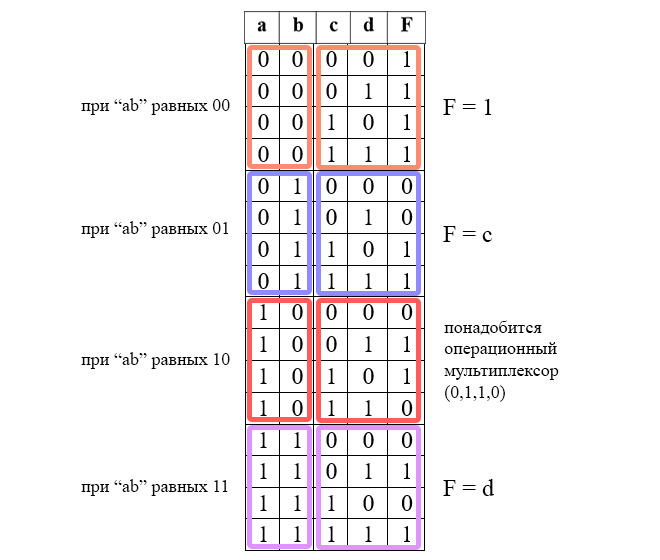 a b c d F
0 0 0 0 1
0 0 0 1 1
при “ab” равных 00 F = 1
0 0 1 0 1
0 0 1 1 1
0 1 0 0 0
0 1 0 1 0
при “ab” равных 01 F = c
0 1 1 0 1
0 1 1 1 1
1 0 0 0 0
1 0 0 1 1
при “ab” равных 10
понадобится
операционный
мультиплексор
(0,1,1,0)
1 0 1 0 1
1 0 1 1 0
1 1 0 0 0
1 1 0 1 1
при “ab” равных 11 F = d
1 1 1 0 0
1 1 1 1 1